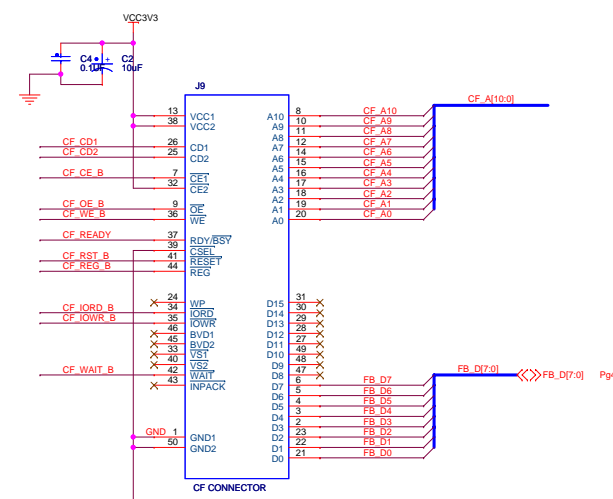 VCC3V3
C4
0.1uF
C2
10uF
J9
13 VCC1
38 VCC2
CF_CD1 26 CD1
CF_CD2 25 CD2
CF_CE_B 7 CE1
32 CE2
CF_OE_B 9 OE
CF_WE_B 36 WE
CF_READY 37 RDY/BSY
39 CSEL
CF_RST_B 41 RESET
CF_REG_B 44 REG
24 WP
CF_IORD_B 34 IORD
CF_IOWR_B 35 IOWR
46 BVD1
45 BVD2
33 VS1
40 VS2
CF_WAIT_B 42 WAIT
43 INPACK
GND 1 GND1
50 GND2
A10 8 CF_A10
A9 10 CF_A9
A8 11 CF_A8
A7 12 CF_A7
A6 14 CF_A6
A5 15 CF_A5
A4 16 CF_A4
A3 17 CF_A3
A2 18 CF_A2
A1 19 CF_A1
A0 20 CF_A0
CF_A[10:0]
D15 31
D14 30
D13 29
D12 28
D11 27
D10 49
D9 48
D8 47
D7 6 FB_D7
D6 5 FB_D6
D5 4 FB_D5
D4 3 FB_D4
D3 2 FB_D3
D2 23 FB_D2
D1 22 FB_D1
D0 21 FB_D0
FB_D[7:0]
FB_D[7:0]
CF CONNECTOR